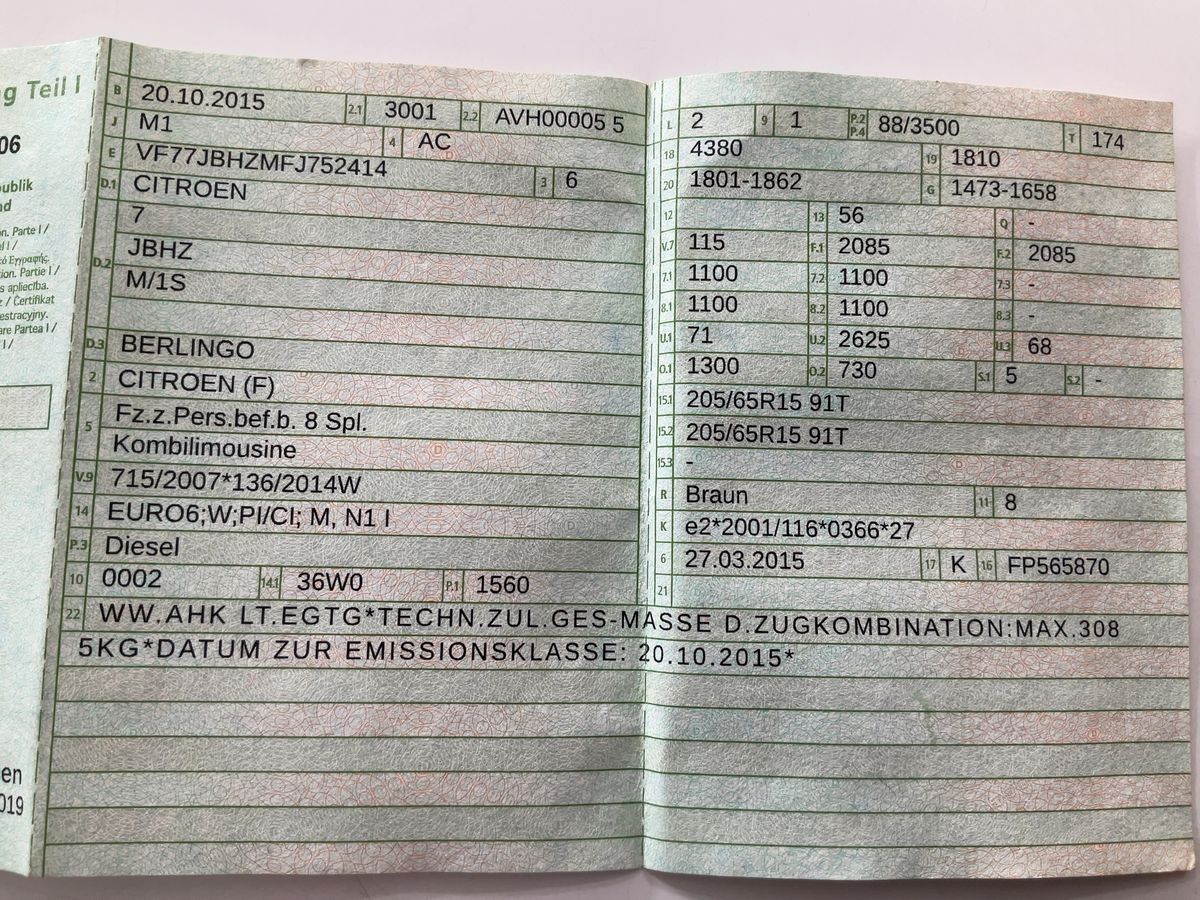 g Teil I
06
publik
nd
on. Parte I /
el I /
κό Εγγραφής.
tion. Partie I /
s apliecība.
z / Ċertifikat
estracyjny.
are Partea I /
I /
en
019
B 20.10.2015 2.1 3001 2.2 AVH00005 5
J M1 4 AC
E VF77JBHZMFJ752414 3 6
D.1 CITROEN
7
D.2 JBHZ
M/1S
D.3 BERLINGO
2 CITROEN (F)
5 Fz.z.Pers.bef.b. 8 Spl.
Kombilimousine
V.9 715/2007*136/2014W
14 EURO6;W;PI/CI; M, N1 I
P.3 Diesel
10 0002 14.1 36W0 P.1 1560
L 2 9 1 P.2 P.4 88/3500 T 174
18 4380 19 1810
20 1801-1862 G 1473-1658
12 13 56 Q -
V.7 115 F.1 2085 F.2 2085
7.1 1100 7.2 1100 7.3 -
8.1 1100 8.2 1100 8.3 -
U.1 71 U.2 2625 U.3 68
O.1 1300 O.2 730 S.1 5 S.2 -
15.1 205/65R15 91T
15.2 205/65R15 91T
15.3 -
R Braun 11 8
K e2*2001/116*0366*27
6 27.03.2015 17 K 16 FP565870
21
22 WW.AHK LT.EGTG*TECHN.ZUL.GES-MASSE D.ZUGKOMBINATION:MAX.308
5KG*DATUM ZUR EMISSIONSKLASSE: 20.10.2015*